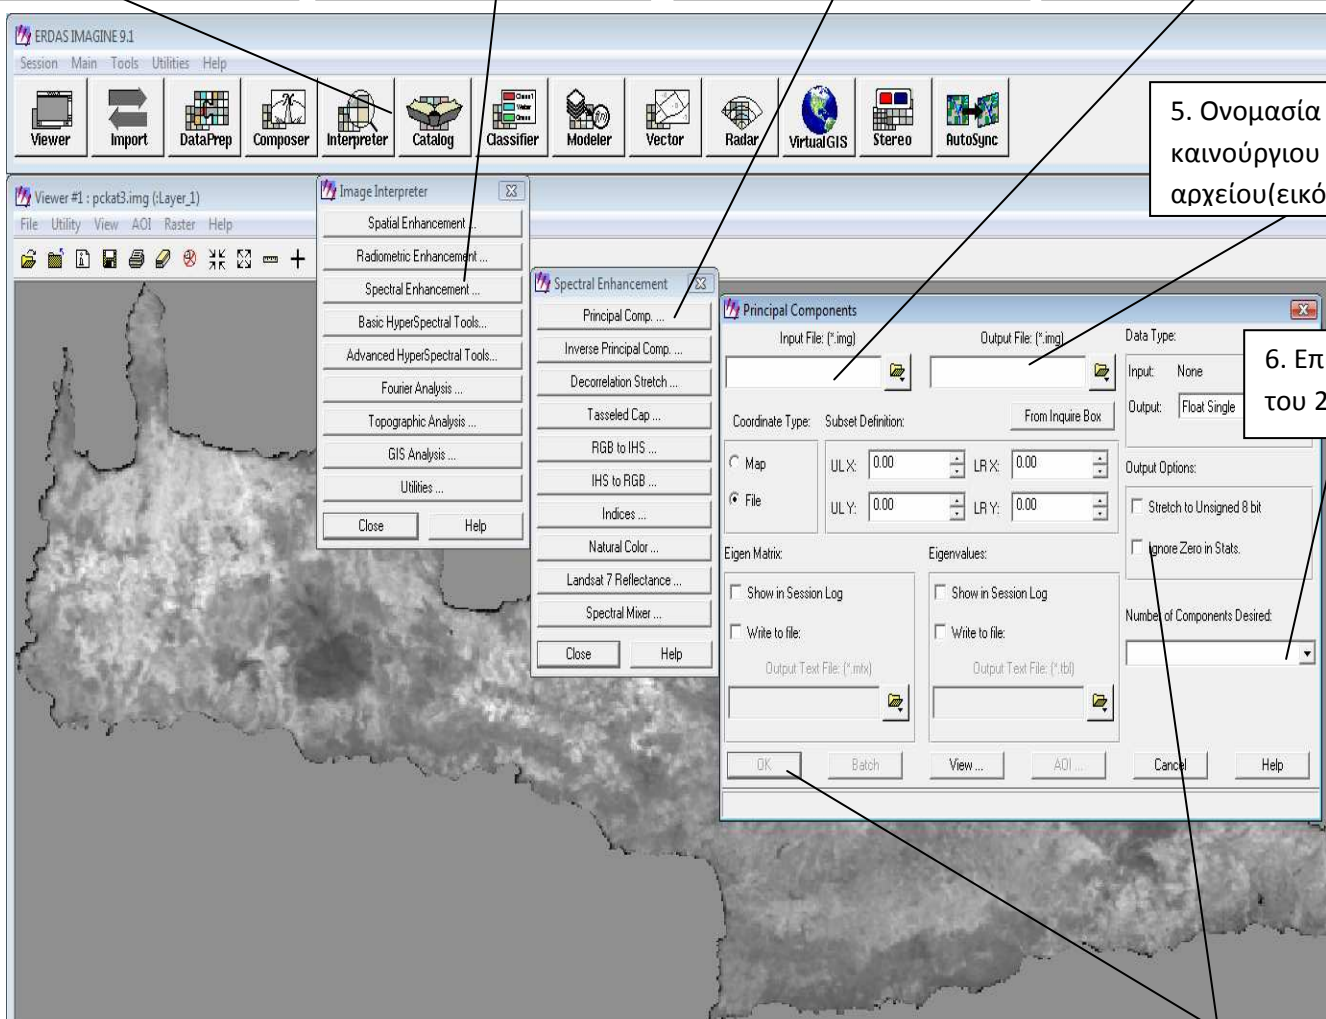 ERDAS IMAGINE 9.1
Session Main Tools Utilities Help
Viewer Import DataPrep Composer Interpreter Catalog Classifier Modeler Vector Radar VirtualGIS Stereo AutoSync
5. Ονομασία
καινούργιου
αρχείου(εικό
Viewer #1 : pckat3.img (:Layer_1)
File Utility View AOI Raster Help
Image Interpreter
Spatial Enhancement ...
Radiometric Enhancement ...
Spectral Enhancement ...
Basic HyperSpectral Tools...
Advanced HyperSpectral Tools...
Fourier Analysis ...
Topographic Analysis ...
GIS Analysis ...
Utilities ...
Close Help
Spectral Enhancement
Principal Comp. ...
Inverse Principal Comp. ...
Decorrelation Stretch ...
Tasseled Cap ...
RGB to IHS ...
IHS to RGB ...
Indices ...
Natural Color ...
Landsat 7 Reflectance ...
Spectral Mixer ...
Close Help
Principal Components
Input File: (*.img) Output File: (*.img) Data Type:
Input: None
Output: Float Single
6. Επ
του 2
Coordinate Type: Subset Definition: From Inquire Box
Map ULX: 0.00 LRX: 0.00
File ULY: 0.00 LRY: 0.00
Output Options:
Stretch to Unsigned 8 bit
Ignore Zero in Stats.
Eigen Matrix: Eigenvalues:
Show in Session Log Show in Session Log
Write to file: Write to file:
Number of Components Desired:
Output Text File: (*.mtx) Output Text File: (*.tbl)
OK Batch View ... AOI ... Cancel Help